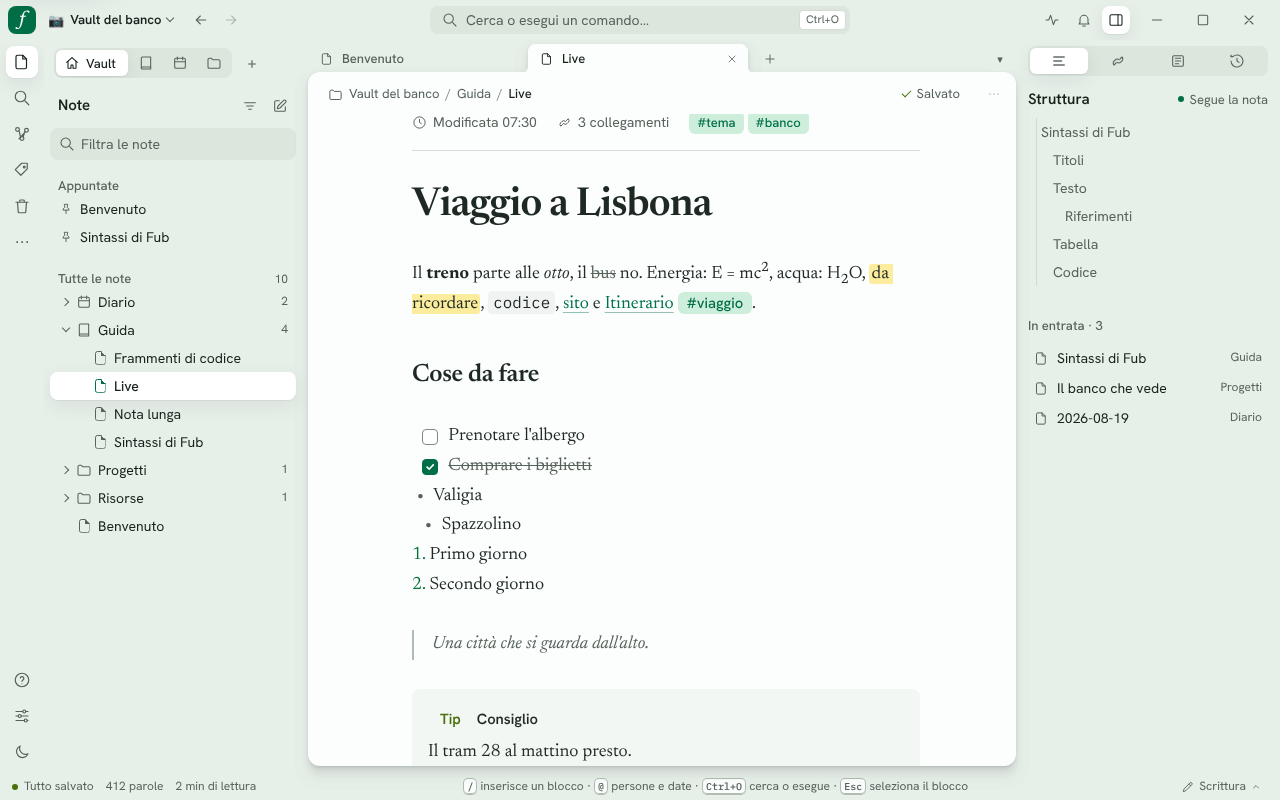 f Vault del banco
Cerca o esegui un comando… Ctrl+O
Vault
Note
Filtra le note
Appuntate
Benvenuto
Sintassi di Fub
Tutte le note 10
Diario 2
Guida 4
Frammenti di codice
Live
Nota lunga
Sintassi di Fub
Progetti 1
Risorse 1
Benvenuto
Benvenuto
Live
Vault del banco / Guida / Live
Salvato
Modificata 07:30 3 collegamenti #tema #banco
Viaggio a Lisbona
Il treno parte alle otto, il bus no. Energia: E = mc², acqua: H₂O, da
ricordare, codice, sito e Itinerario #viaggio.
Cose da fare
Prenotare l'albergo
Comprare i biglietti
• Valigia
• Spazzolino
1. Primo giorno
2. Secondo giorno
Una città che si guarda dall'alto.
Tip Consiglio
Il tram 28 al mattino presto.
Struttura Segue la nota
Sintassi di Fub
Titoli
Testo
Riferimenti
Tabella
Codice
In entrata · 3
Sintassi di Fub Guida
Il banco che vede Progetti
2026-08-19 Diario
Tutto salvato 412 parole 2 min di lettura
/ inserisce un blocco · @ persone e date · Ctrl+O cerca o esegue · Esc seleziona il blocco
Scrittura